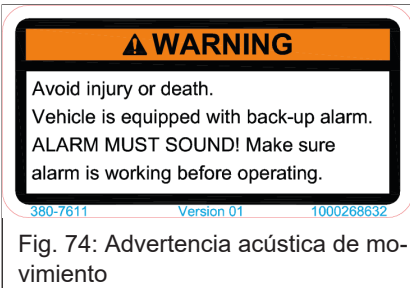 WARNING
Avoid injury or death.
Vehicle is equipped with back-up alarm.
ALARM MUST SOUND! Make sure
alarm is working before operating.
380-7611 Version 01 1000268632
Fig. 74: Advertencia acústica de mo-
vimiento